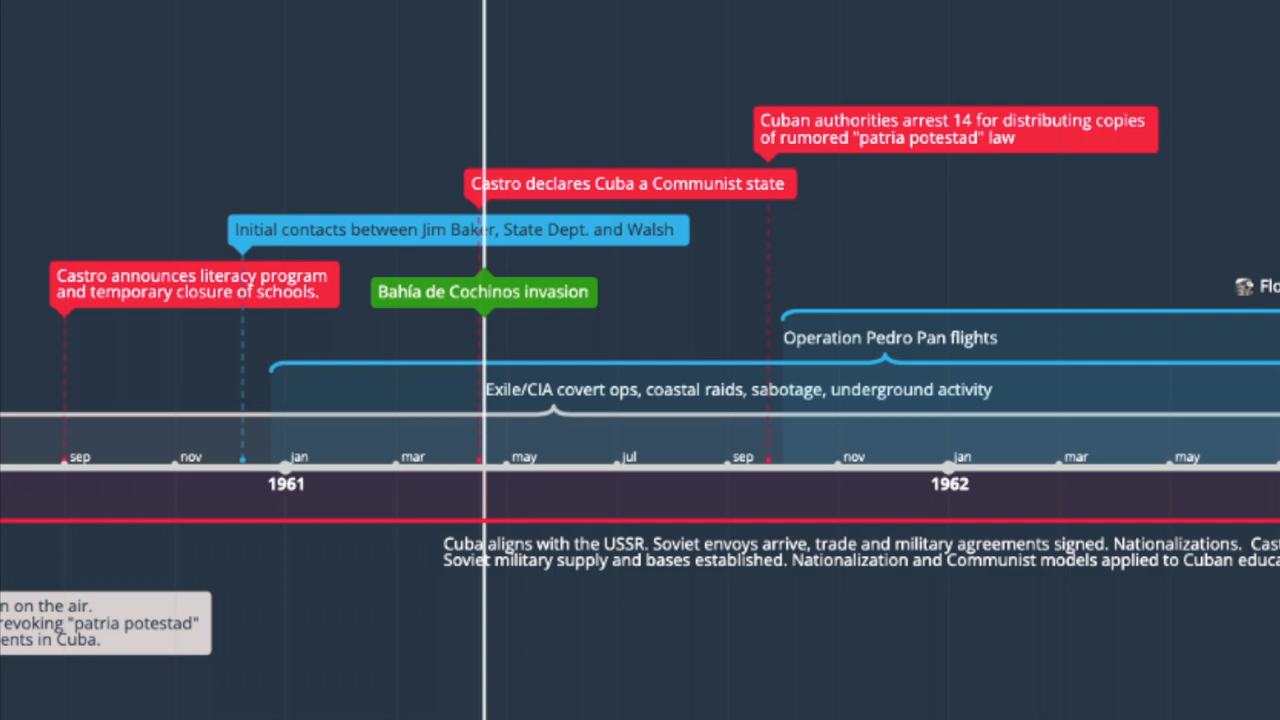 Cuban authorities arrest 14 for distributing copies
of rumored "patria potestad" law
Castro declares Cuba a Communist state
Initial contacts between Jim Baker, State Dept. and Walsh
Castro announces literacy program
and temporary closure of schools.
Bahía de Cochinos invasion
Flo
Operation Pedro Pan flights
Exile/CIA covert ops, coastal raids, sabotage, underground activity
sep nov jan mar may jul sep nov jan mar may
1961 1962
Cuba aligns with the USSR. Soviet envoys arrive, trade and military agreements signed. Nationalizations. Cast
Soviet military supply and bases established. Nationalization and Communist models applied to Cuban educa
n on the air.
revoking "patria potestad"
ents in Cuba.